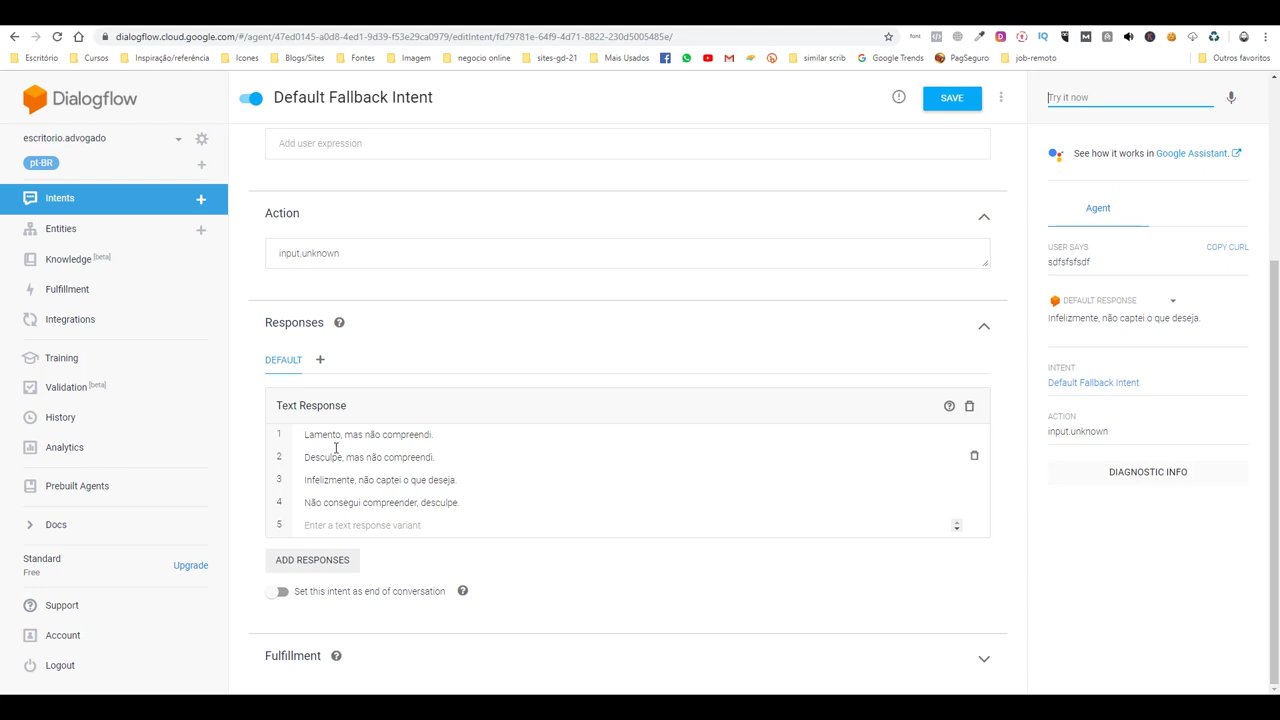 dialogflow.cloud.google.com/#/agent/47ed0145-a0d8-4ed1-9d39-f53e29ca0979/editIntent/fd79781e-64f9-4d71-8822-230d5005485e/
Escritório Cursos Inspiração/referência Icones Blogs/Sites Fontes Imagem negocio online sites-gd-21 Mais Usados similar scrib Google Trends PagSeguro job-remoto Outros favoritos
Dialogflow
Default Fallback Intent
SAVE
Try it now
escritorio.advogado
pt-BR
Intents
Entities
Knowledge [beta]
Fulfillment
Integrations
Training
Validation [beta]
History
Analytics
Prebuilt Agents
Docs
Standard
Free
Upgrade
Support
Account
Logout
Add user expression
Action
input.unknown
Responses
DEFAULT
Text Response
1 Lamento, mas não compreendi.
2 Desculpe, mas não compreendi.
3 Infelizmente, não captei o que deseja.
4 Não consegui compreender, desculpe.
5 Enter a text response variant
ADD RESPONSES
Set this intent as end of conversation
Fulfillment
See how it works in Google Assistant.
Agent
USER SAYS
COPY CURL
sdfsfsfsdf
DEFAULT RESPONSE
Infelizmente, não captei o que deseja.
INTENT
Default Fallback Intent
ACTION
input.unknown
DIAGNOSTIC INFO